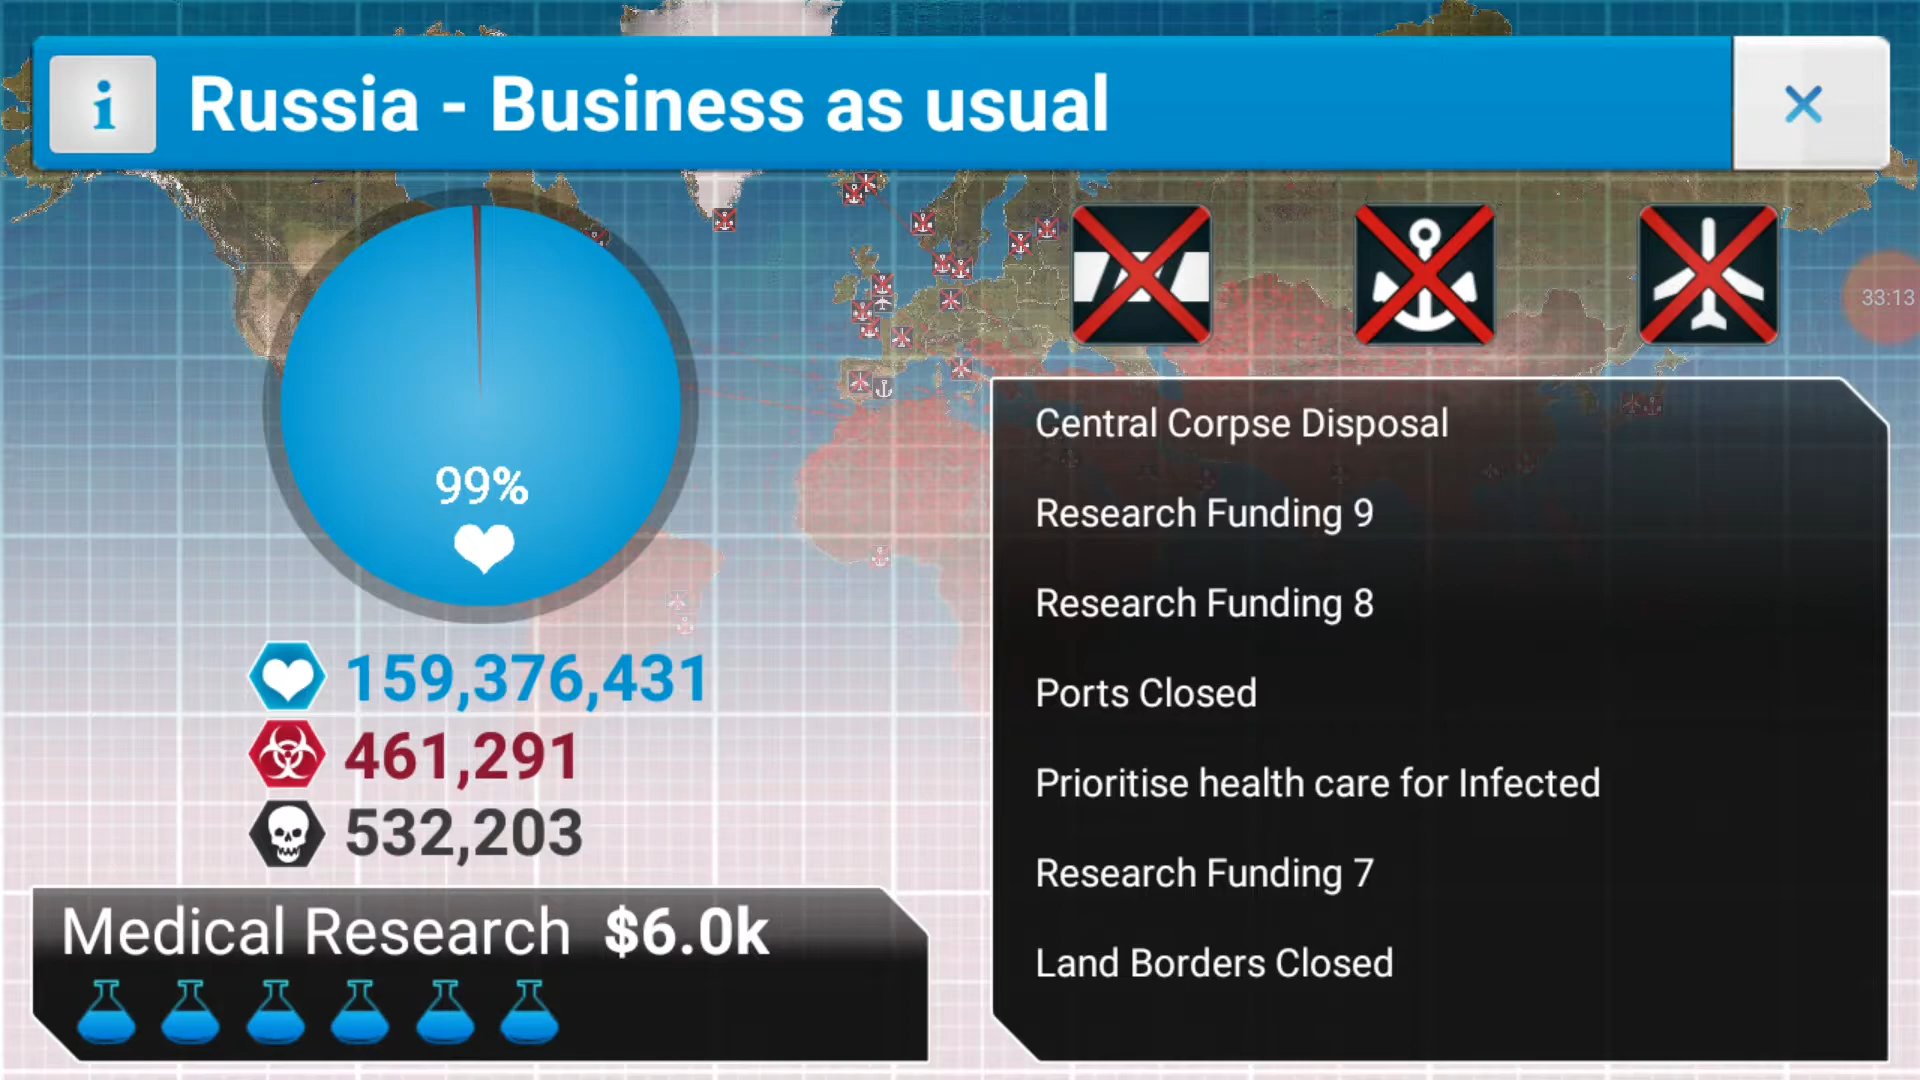 i
Russia - Business as usual
33:13
99%
159,376,431
461,291
532,203
Medical Research $6.0k
Central Corpse Disposal
Research Funding 9
Research Funding 8
Ports Closed
Prioritise health care for Infected
Research Funding 7
Land Borders Closed